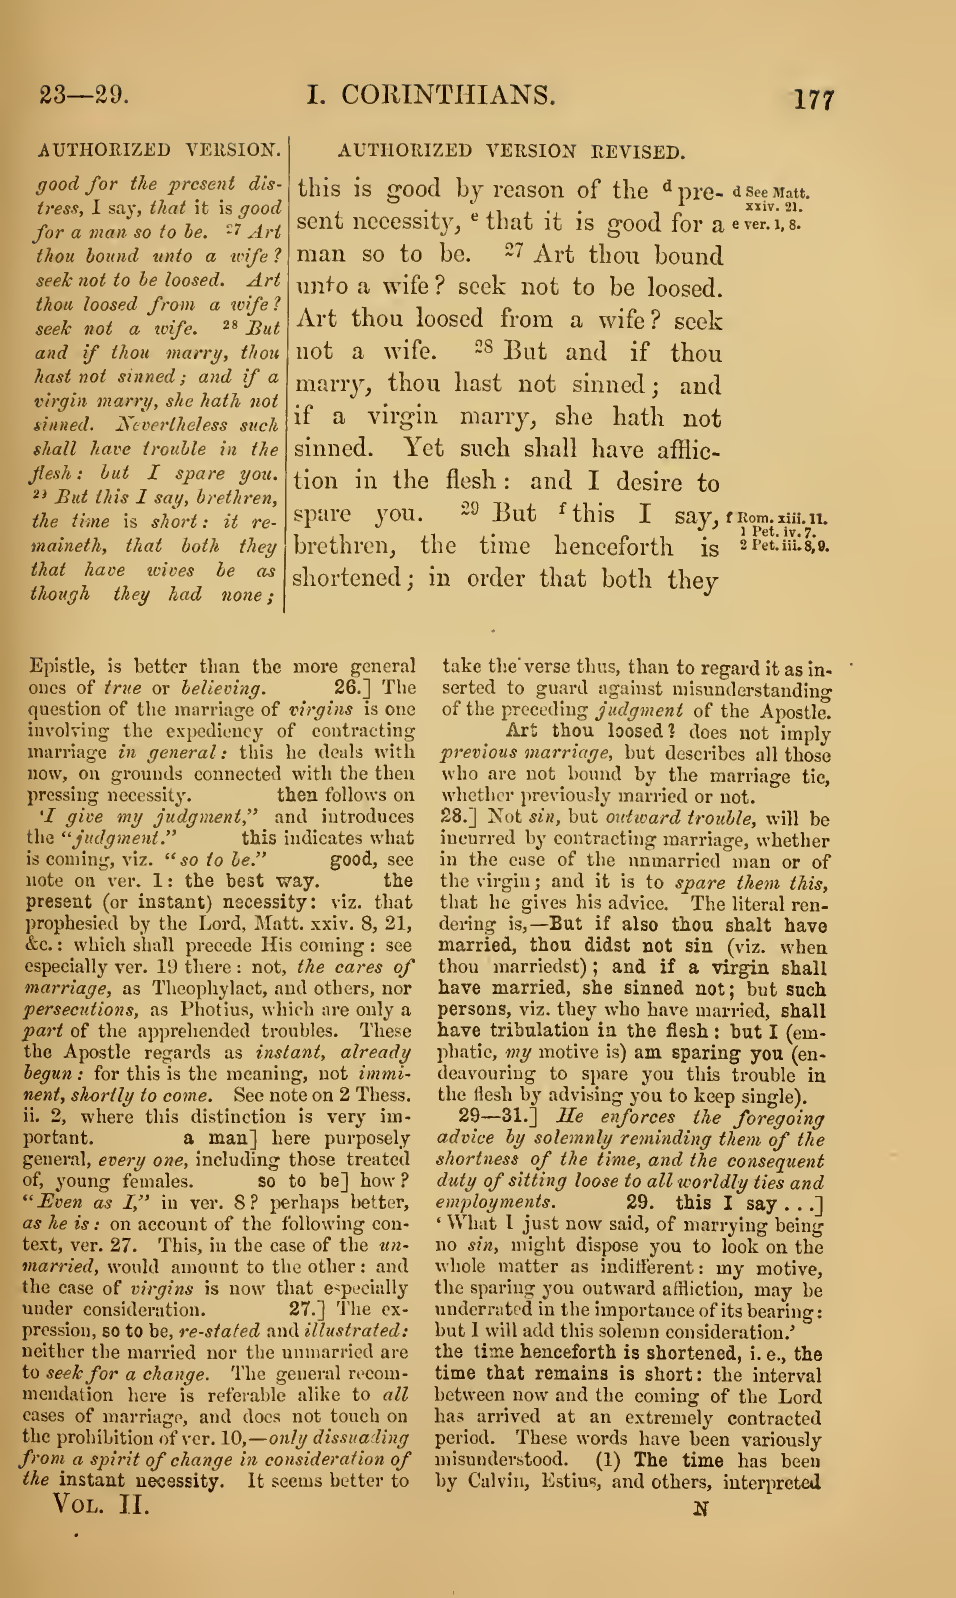 23—29.
I. CORINTHIANS.
177
AUTHORIZED VERSION.
good for the present dis-
tress, I say, that it is good
for a man so to be. 27 Art
thou bound unto a wife?
seek not to be loosed. Art
thou loosed from a wife?
seek not a wife. 28 But
and if thou marry, thou
hast not sinned; and if a
virgin marry, she hath not
sinned. Nevertheless such
shall have trouble in the
flesh: but I spare you.
29 But this I say, brethren,
the time is short: it re-
maineth, that both they
that have wives be as
though they had none;
AUTHORIZED VERSION REVISED.
this is good by reason of the d pre-
sent necessity, e that it is good for a
man so to be. 27 Art thou bound
unto a wife? seek not to be loosed.
Art thou loosed from a wife? seek
not a wife. 28 But and if thou
marry, thou hast not sinned; and
if a virgin marry, she hath not
sinned. Yet such shall have afflic-
tion in the flesh: and I desire to
spare you. 29 But f this I say,
brethren, the time henceforth is
shortened; in order that both they
d See Matt.
xxiv. 21.
e ver. 1, 8.
f Rom. xiii. 11.
1 Pet. iv. 7.
2 Pet. iii. 8, 9.
Epistle, is better than the more general
ones of true or believing. 26.] The
question of the marriage of virgins is one
involving the expediency of contracting
marriage in general: this he deals with
now, on grounds connected with the then
pressing necessity. then follows on
'I give my judgment," and introduces
the "judgment." this indicates what
is coming, viz. "so to be." good, see
note on ver. 1: the best way. the
present (or instant) necessity: viz. that
prophesied by the Lord, Matt. xxiv. 8, 21,
&c.: which shall precede His coming: see
especially ver. 19 there: not, the cares of
marriage, as Theophylact, and others, nor
persecutions, as Photius, which are only a
part of the apprehended troubles. These
the Apostle regards as instant, already
begun: for this is the meaning, not immi-
nent, shortly to come. See note on 2 Thess.
ii. 2, where this distinction is very im-
portant. a man] here purposely
general, every one, including those treated
of, young females. so to be] how?
"Even as I," in ver. 8? perhaps better,
as he is: on account of the following con-
text, ver. 27. This, in the case of the un-
married, would amount to the other: and
the case of virgins is now that especially
under consideration. 27.] The ex-
pression, so to be, re-stated and illustrated:
neither the married nor the unmarried are
to seek for a change. The general recom-
mendation here is referable alike to all
cases of marriage, and does not touch on
the prohibition of ver. 10,—only dissuading
from a spirit of change in consideration of
the instant necessity. It seems better to
take the verse thus, than to regard it as in-
serted to guard against misunderstanding
of the preceding judgment of the Apostle.
Art thou loosed? does not imply
previous marriage, but describes all those
who are not bound by the marriage tie,
whether previously married or not.
28.] Not sin, but outward trouble, will be
incurred by contracting marriage, whether
in the case of the unmarried man or of
the virgin; and it is to spare them this,
that he gives his advice. The literal ren-
dering is,—But if also thou shalt have
married, thou didst not sin (viz. when
thou marriedst); and if a virgin shall
have married, she sinned not; but such
persons, viz. they who have married, shall
have tribulation in the flesh: but I (em-
phatic, my motive is) am sparing you (en-
deavouring to spare you this trouble in
the flesh by advising you to keep single).
29—31.] He enforces the foregoing
advice by solemnly reminding them of the
shortness of the time, and the consequent
duty of sitting loose to all worldly ties and
employments. 29. this I say . . .]
'What I just now said, of marrying being
no sin, might dispose you to look on the
whole matter as indifferent: my motive,
the sparing you outward affliction, may be
underrated in the importance of its bearing:
but I will add this solemn consideration.'
the time henceforth is shortened, i. e., the
time that remains is short: the interval
between now and the coming of the Lord
has arrived at an extremely contracted
period. These words have been variously
misunderstood. (1) The time has been
by Calvin, Estius, and others, interpreted
VOL. II.
N